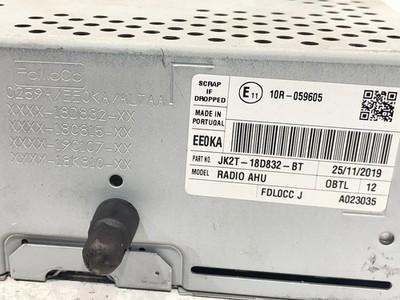 FoMoCo
XXXX-18D832-XX
XXXX-18C815-XX
XXXX-19C107-XX
XXXX-18K810-XX
SCRAP
IF
DROPPED
E11
10R-059605
MADE IN
PORTUGAL
EE0KA
PART NO. JK2T-18D832-BT 25/11/2019
MODEL RADIO AHU OBTL 12
FDL0CC J A023035